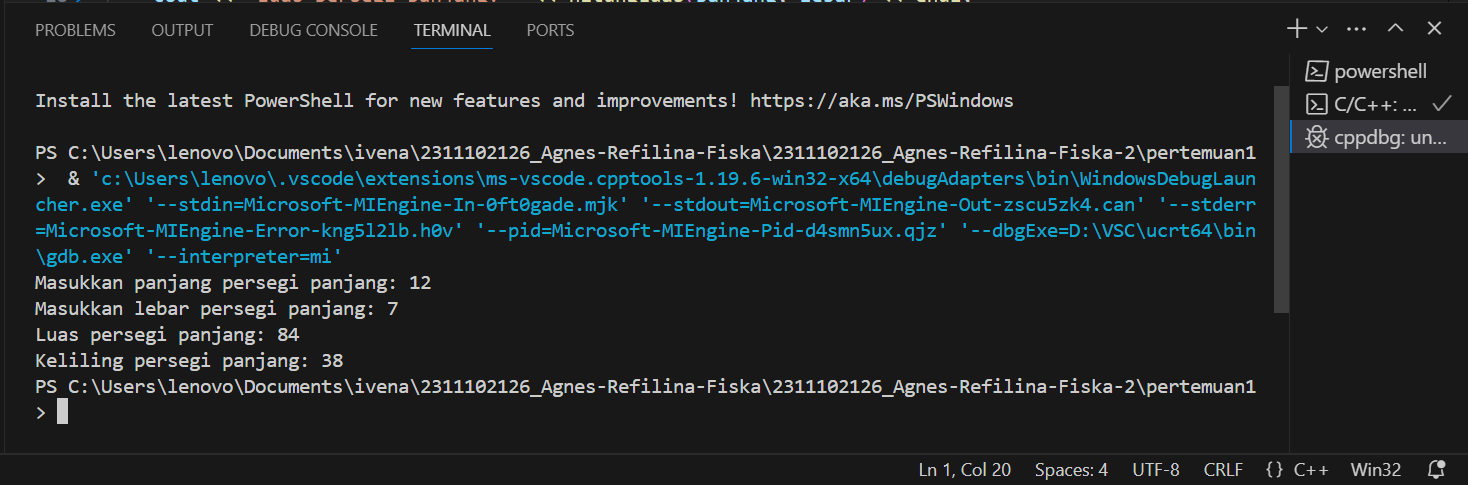 PROBLEMS OUTPUT DEBUG CONSOLE TERMINAL PORTS
powershell
C/C++: ...
cppdbg: un...
Install the latest PowerShell for new features and improvements! https://aka.ms/PSWindows
PS C:\Users\lenovo\Documents\ivena\2311102126_Agnes-Refilina-Fiska\2311102126_Agnes-Refilina-Fiska-2\pertemuan1
> & 'c:\Users\lenovo\.vscode\extensions\ms-vscode.cpptools-1.19.6-win32-x64\debugAdapters\bin\WindowsDebugLaun
cher.exe' '--stdin=Microsoft-MIEngine-In-0ft0gade.mjk' '--stdout=Microsoft-MIEngine-Out-zscu5zk4.can' '--stderr
=Microsoft-MIEngine-Error-kng5l2lb.h0v' '--pid=Microsoft-MIEngine-Pid-d4smn5ux.qjz' '--dbgExe=D:\VSC\ucrt64\bin
\gdb.exe' '--interpreter=mi'
Masukkan panjang persegi panjang: 12
Masukkan lebar persegi panjang: 7
Luas persegi panjang: 84
Keliling persegi panjang: 38
PS C:\Users\lenovo\Documents\ivena\2311102126_Agnes-Refilina-Fiska\2311102126_Agnes-Refilina-Fiska-2\pertemuan1
>
Ln 1, Col 20 Spaces: 4 UTF-8 CRLF {} C++ Win32